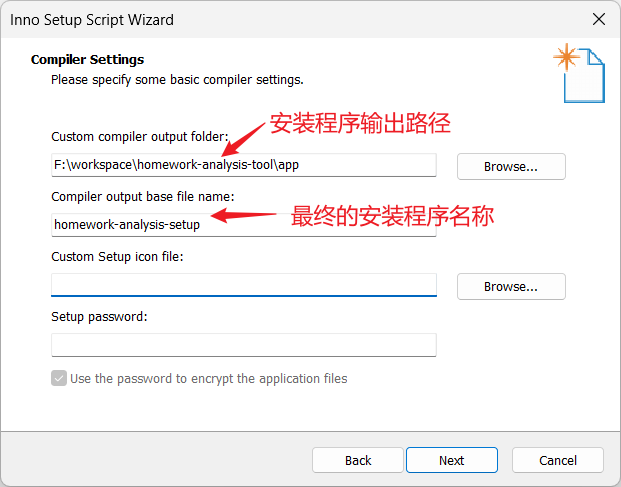 Inno Setup Script Wizard
Compiler Settings
Please specify some basic compiler settings.
安装程序输出路径
Custom compiler output folder:
F:\workspace\homework-analysis-tool\app
Browse...
Compiler output base file name:
最终的安装程序名称
homework-analysis-setup
Custom Setup icon file:
Browse...
Setup password:
Use the password to encrypt the application files
Back
Next
Cancel